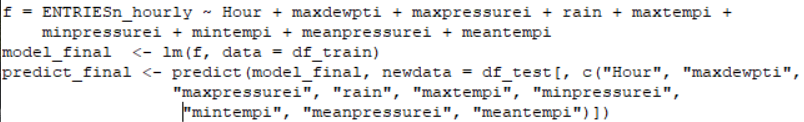 f = ENTRIESn_hourly ~ Hour + maxdewpti + maxpressurei + rain + maxtempi +
    minpressurei + mintempi + meanpressurei + meantempi
model_final  <- lm(f, data = df_train)
predict_final <- predict(model_final, newdata = df_test[, c("Hour", "maxdewpti",
                 "maxpressurei", "rain", "maxtempi", "minpressurei",
                 "mintempi", "meanpressurei", "meantempi")])